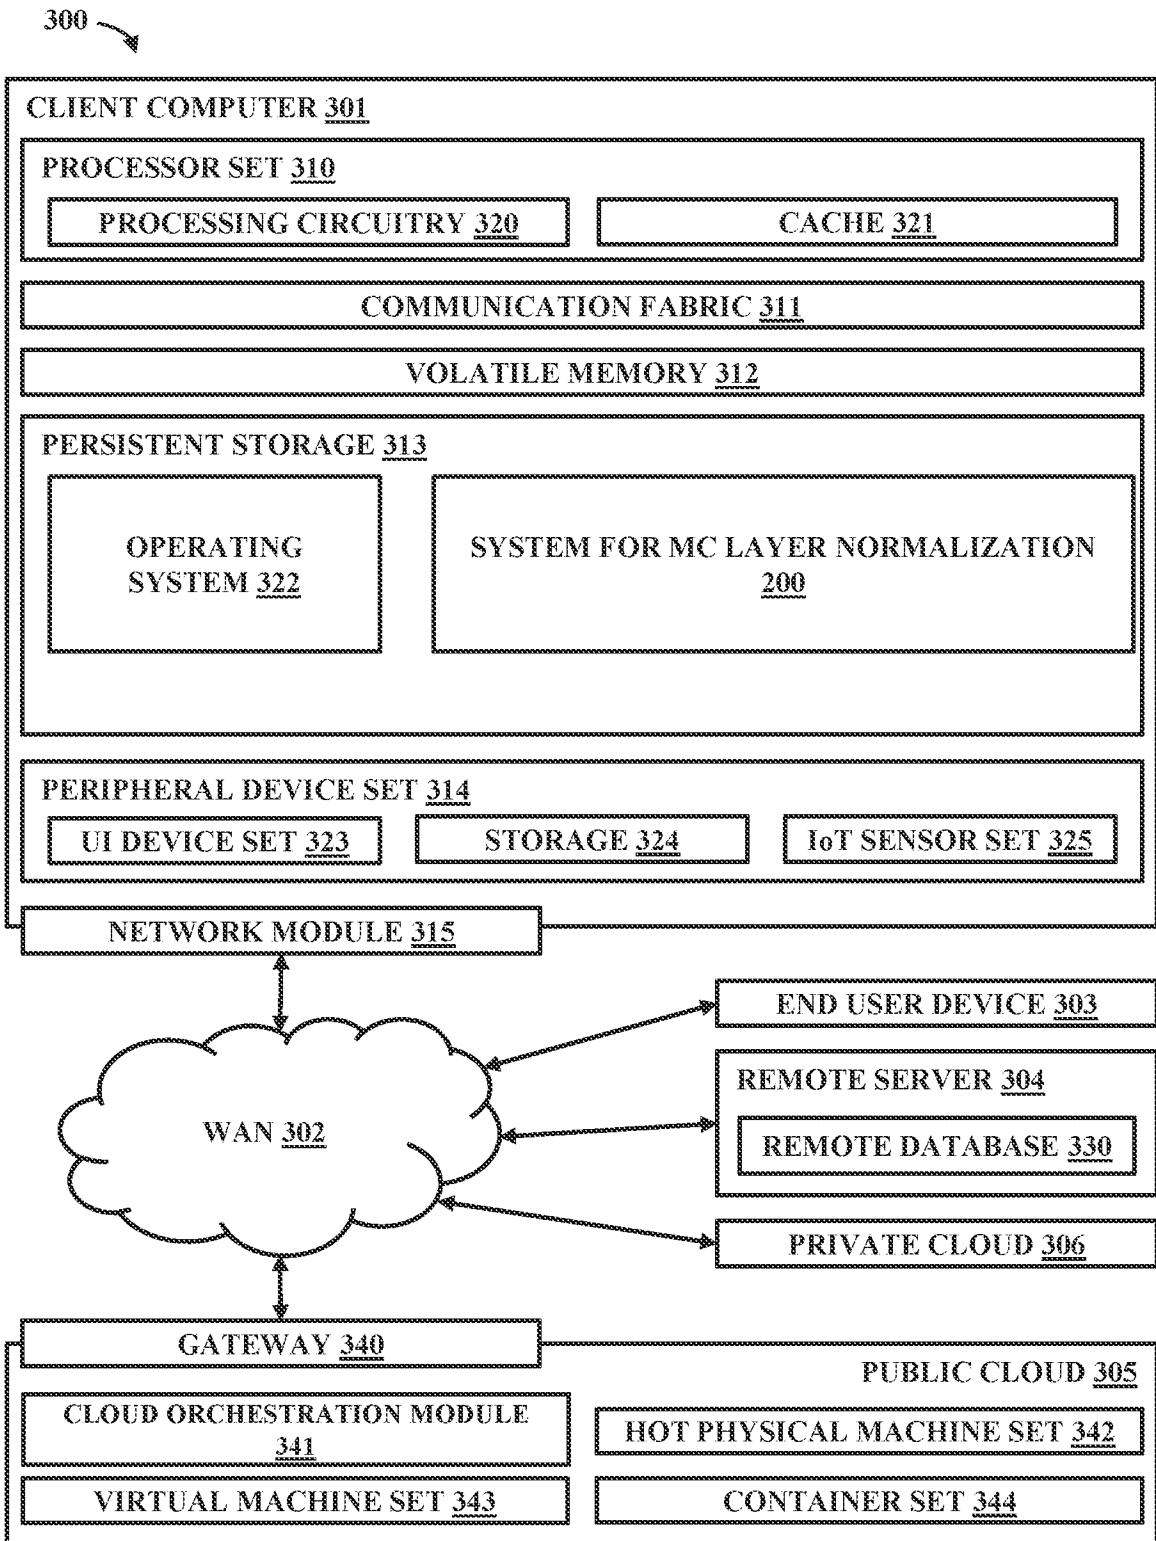 300
CLIENT COMPUTER 301
PROCESSOR SET 310
PROCESSING CIRCUITRY 320
CACHE 321
COMMUNICATION FABRIC 311
VOLATILE MEMORY 312
PERSISTENT STORAGE 313
OPERATING
SYSTEM 322
SYSTEM FOR MC LAYER NORMALIZATION
200
PERIPHERAL DEVICE SET 314
UI DEVICE SET 323
STORAGE 324
IoT SENSOR SET 325
NETWORK MODULE 315
END USER DEVICE 303
REMOTE SERVER 304
WAN 302
REMOTE DATABASE 330
PRIVATE CLOUD 306
GATEWAY 340
PUBLIC CLOUD 305
CLOUD ORCHESTRATION MODULE
341
HOT PHYSICAL MACHINE SET 342
VIRTUAL MACHINE SET 343
CONTAINER SET 344